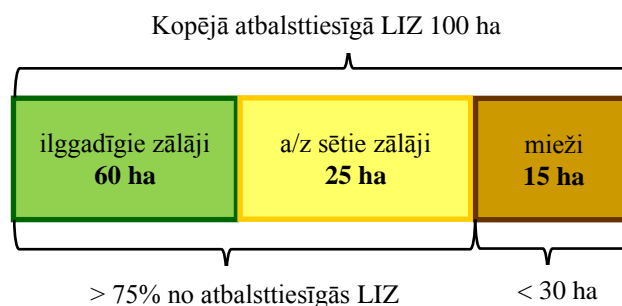 Kopējā atbalsttiesīgā LIZ 100 ha
ilggadīgie zālāji
60 ha
a/z sētie zālāji
25 ha
mieži
15 ha
> 75% no atbalsttiesīgās LIZ
< 30 ha